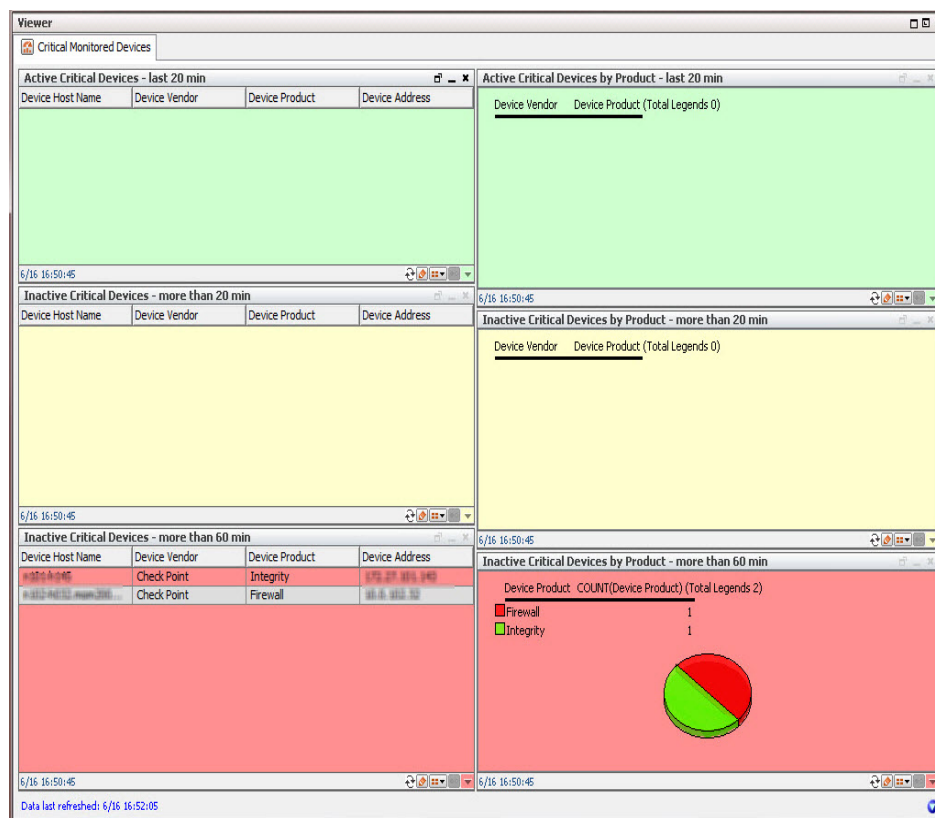 Viewer
Critical Monitored Devices
Active Critical Devices - last 20 min
Device Host Name Device Vendor Device Product Device Address
6/16 16:50:45
Inactive Critical Devices - more than 20 min
Device Host Name Device Vendor Device Product Device Address
6/16 16:50:45
Inactive Critical Devices - more than 60 min
Device Host Name Device Vendor Device Product Device Address
Check Point Integrity
Check Point Firewall
6/16 16:50:45
Active Critical Devices by Product - last 20 min
Device Vendor Device Product (Total Legends 0)
6/16 16:50:45
Inactive Critical Devices by Product - more than 20 min
Device Vendor Device Product (Total Legends 0)
6/16 16:50:45
Inactive Critical Devices by Product - more than 60 min
Device Product COUNT(Device Product) (Total Legends 2)
Firewall 1
Integrity 1
6/16 16:50:45
Data last refreshed: 6/16 16:52:05